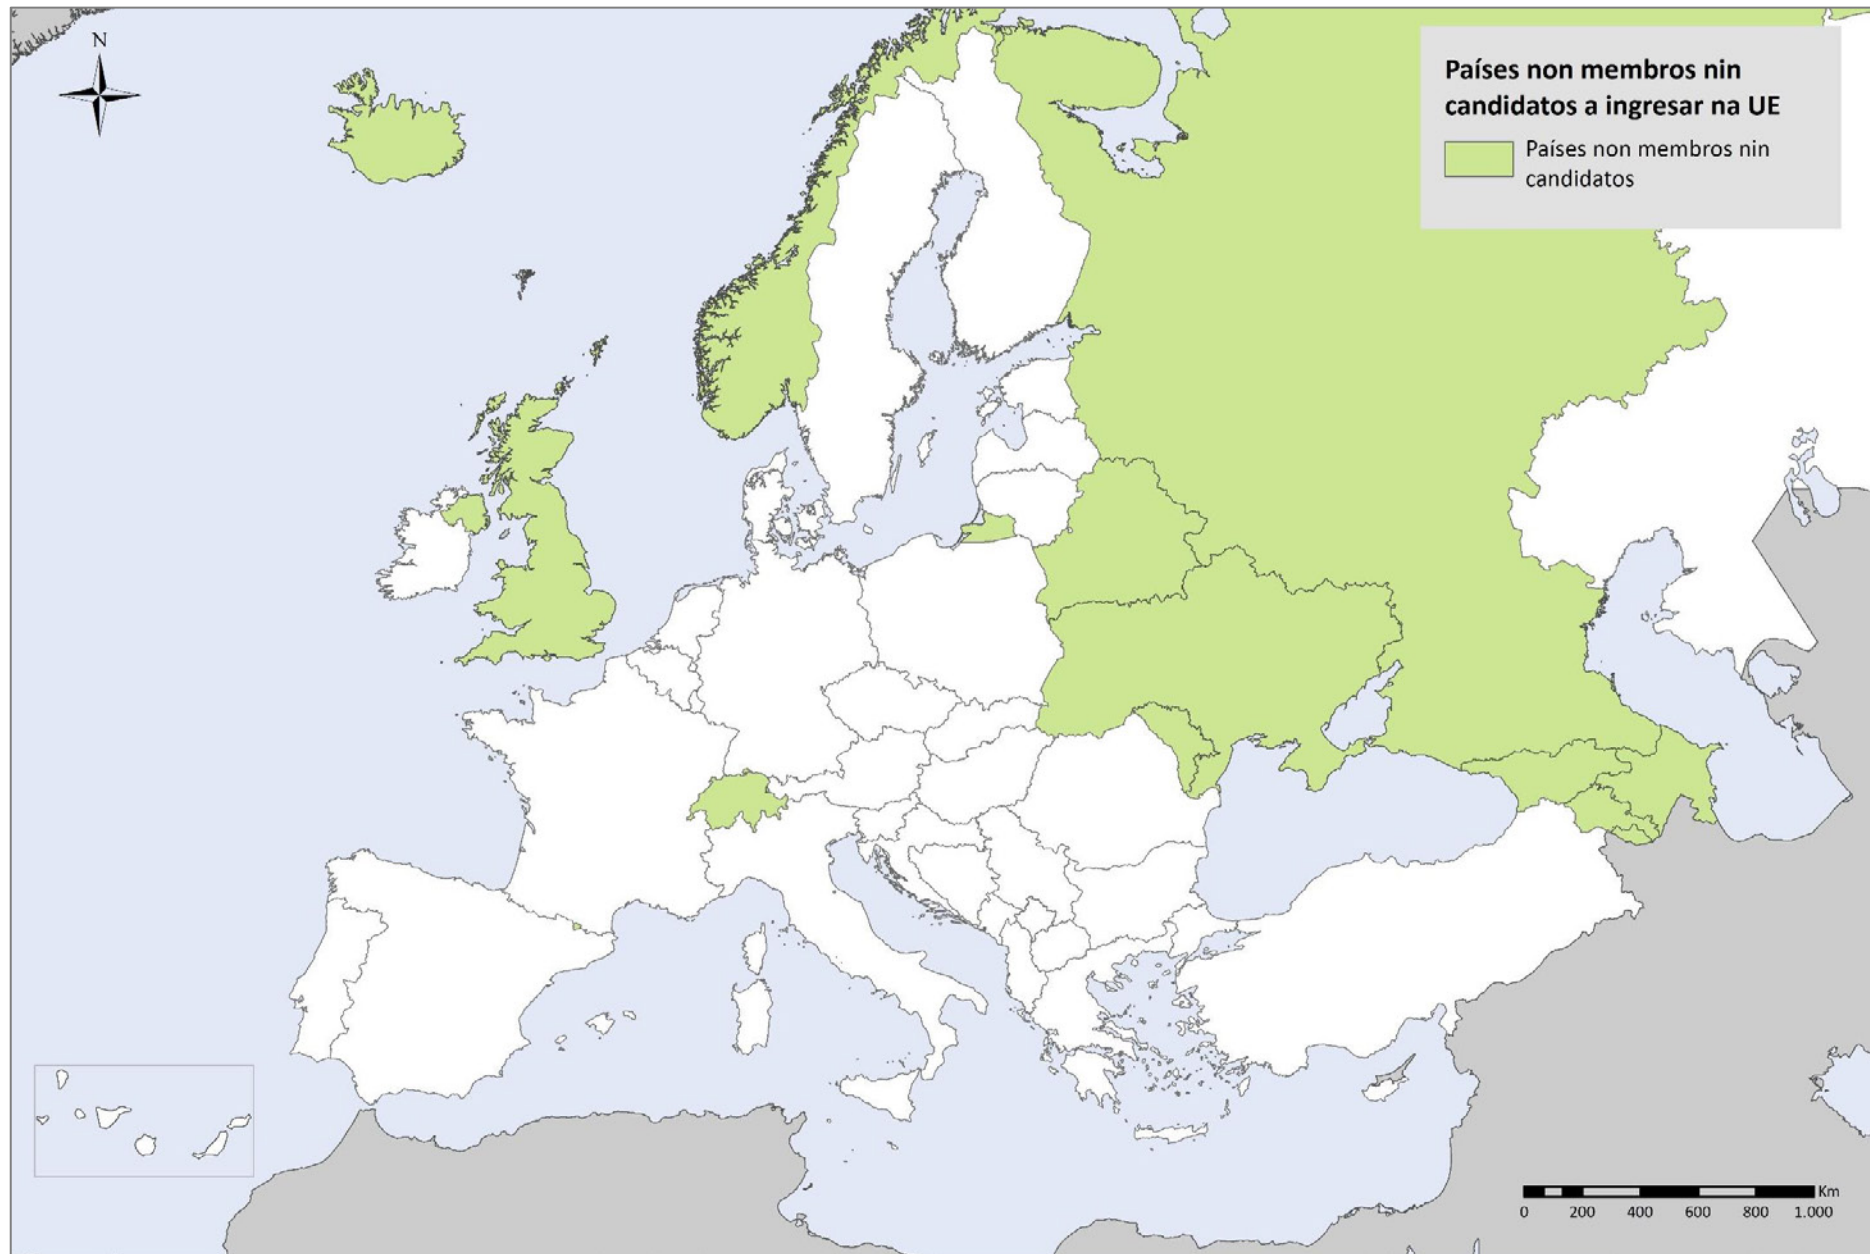 N
Países non membros nin
candidatos a ingresar na UE
Países non membros nin
candidatos
Km
0 200 400 600 800 1.000